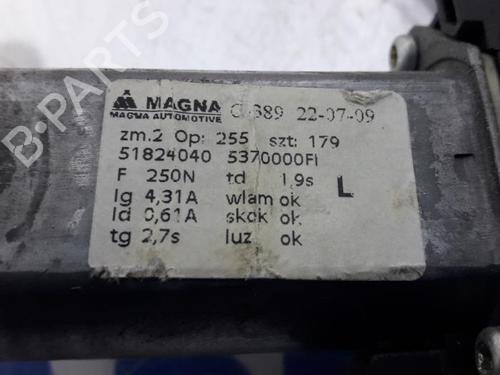 MAGNA C 389 22-07-09
MAGNA AUTOMOTIVE
zm.2 Op: 255 szt: 179
51824040 5370000FI
F 250N td 1,9s L
Ig 4,31A wlam ok
Id 0,61A skok ok
tg 2,7s luz ok
B-PARTS